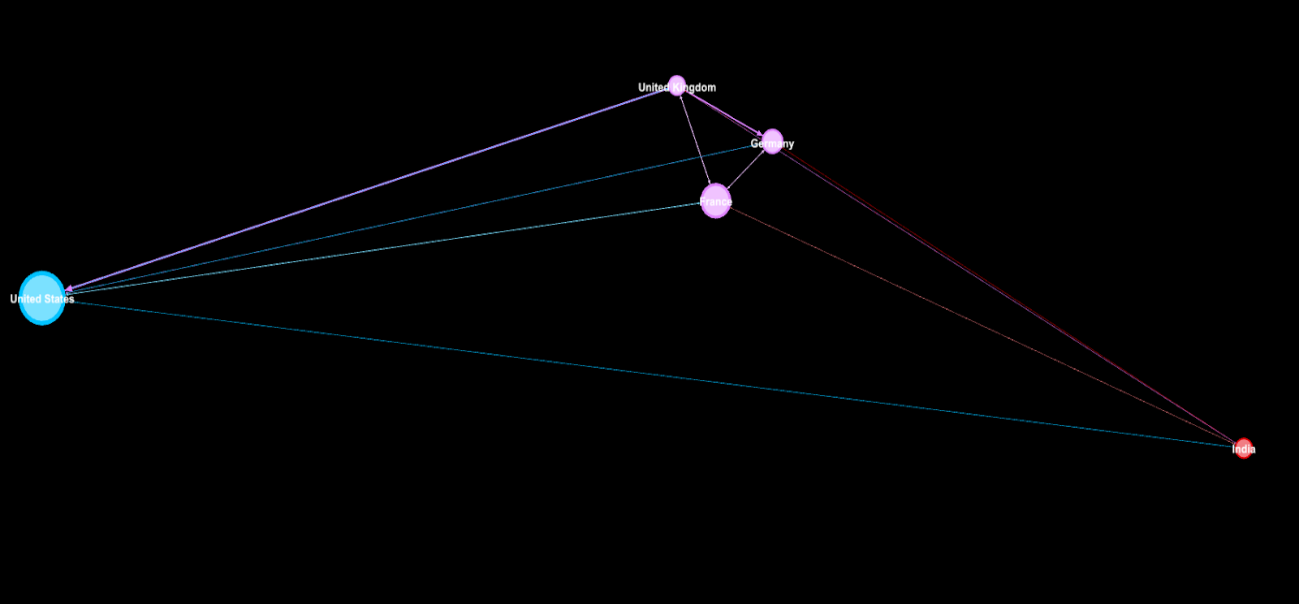 United Kingdom
Germany
France
United States
India